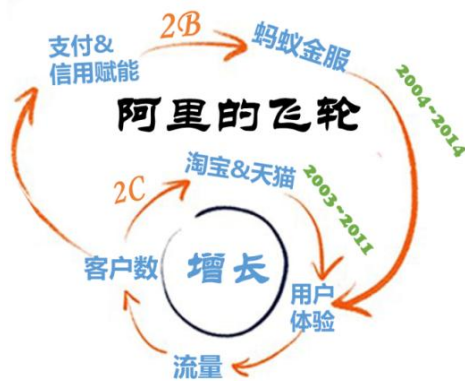 支付&
信用赋能
2B
蚂蚁金服
2004~2014
阿里的飞轮
淘宝&天猫
2C
2003~2011
客户数
增长
用户
体验
流量